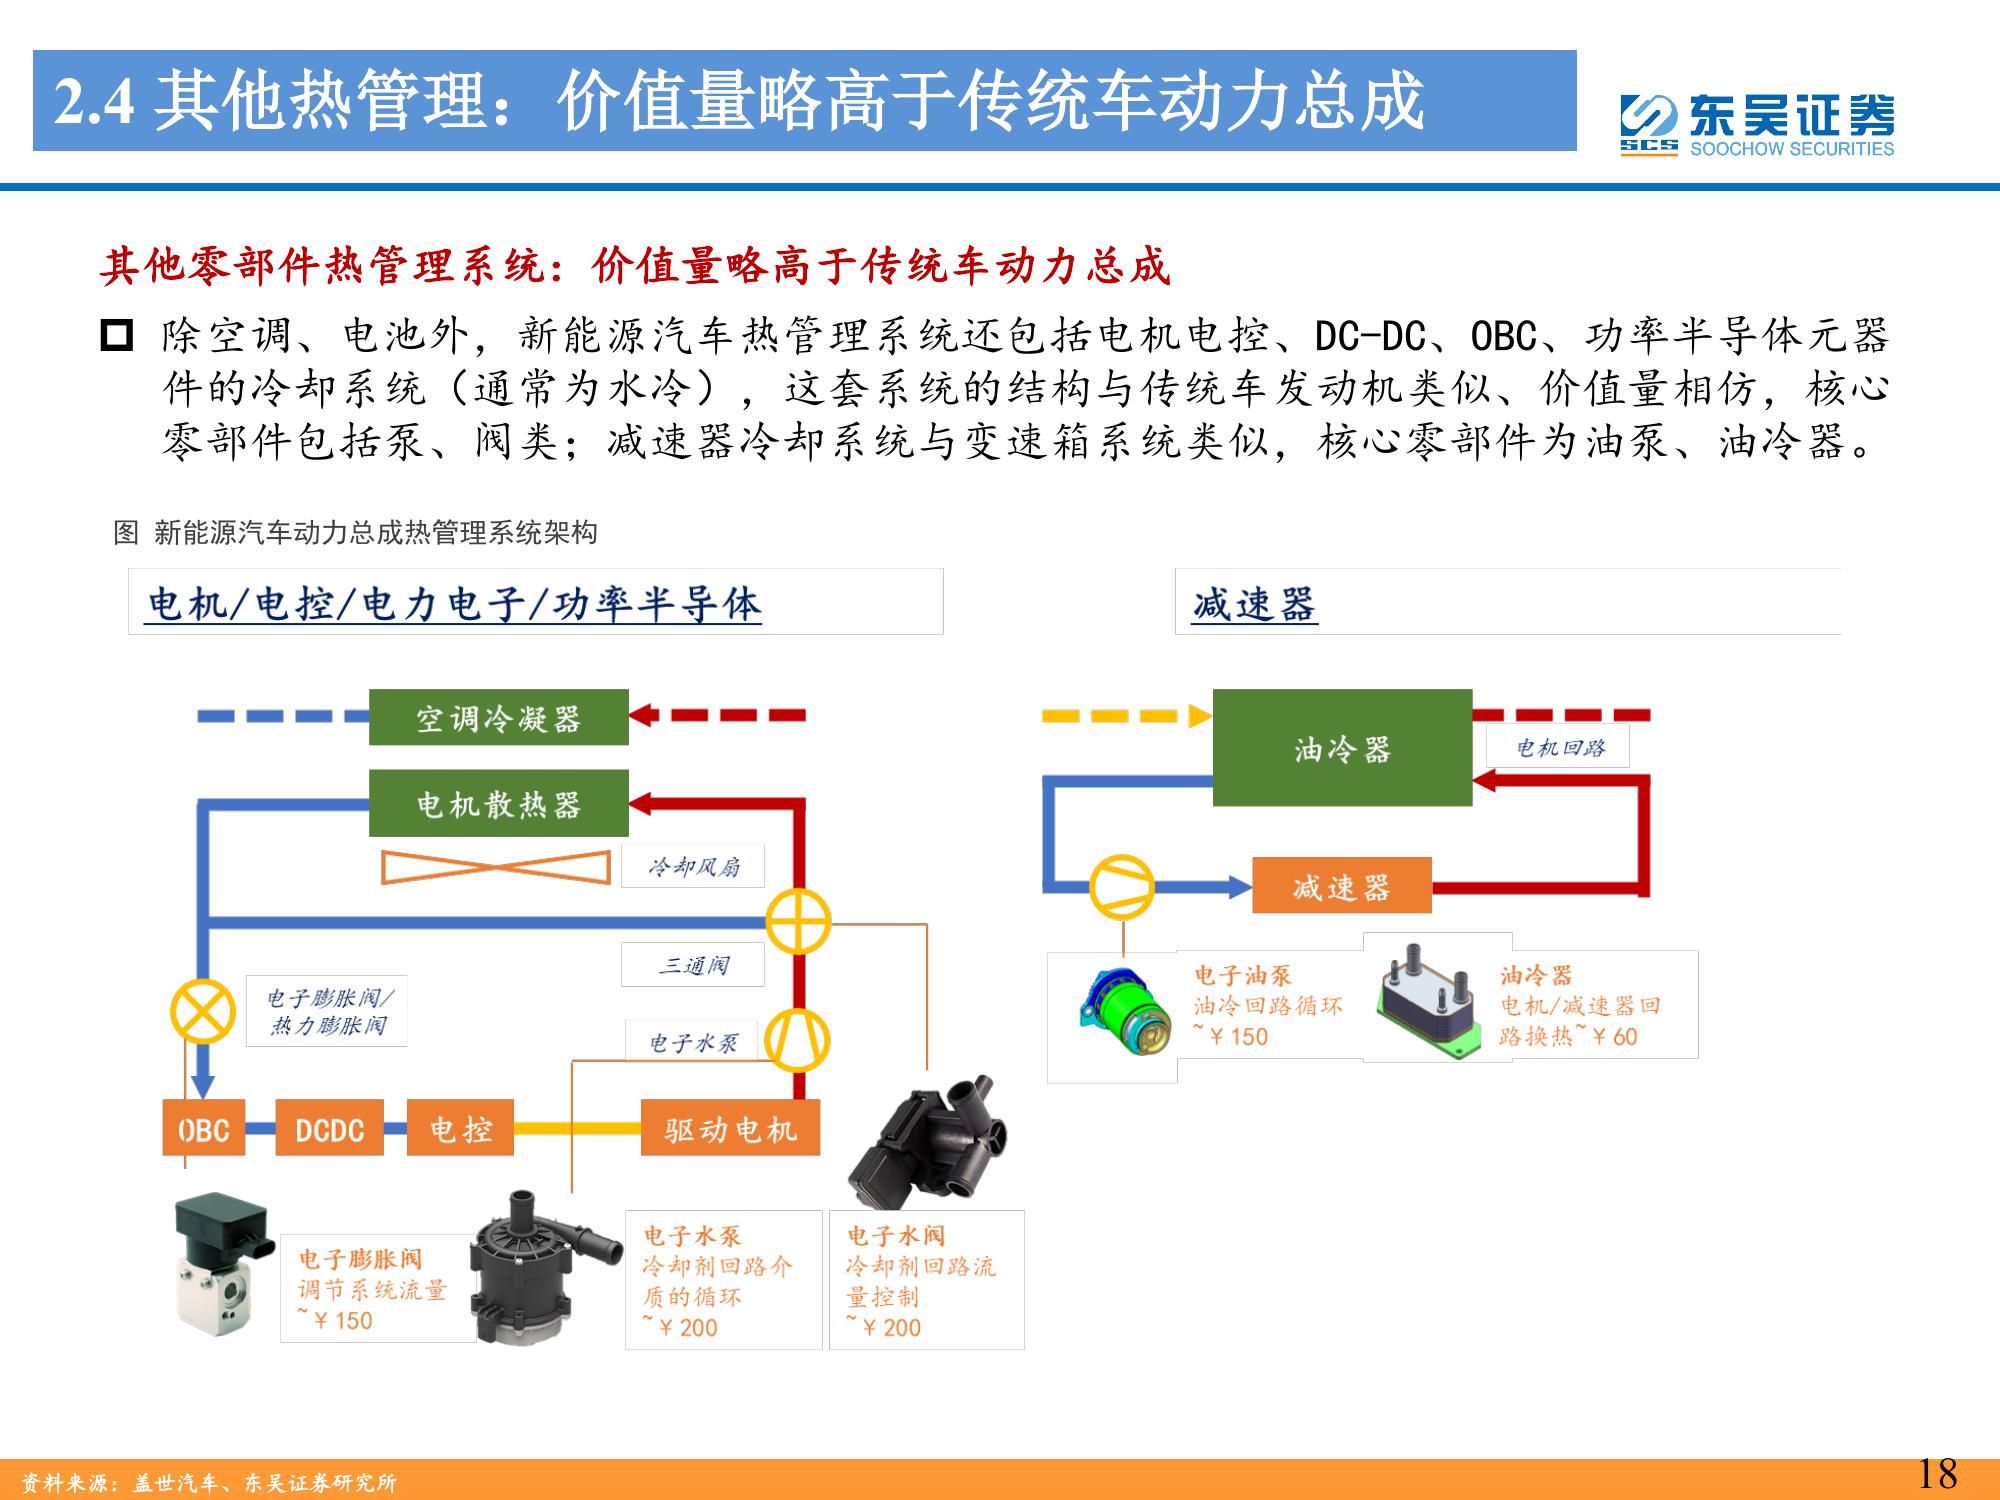 2.4 其他热管理：价值量略高于传统车动力总成
东吴证券
SCS SOOCHOW SECURITIES
其他零部件热管理系统：价值量略高于传统车动力总成
除空调、电池外，新能源汽车热管理系统还包括电机电控、DC-DC、OBC、功率半导体元器
件的冷却系统（通常为水冷），这套系统的结构与传统车发动机类似、价值量相仿，核心
零部件包括泵、阀类；减速器冷却系统与变速箱系统类似，核心零部件为油泵、油冷器。
图 新能源汽车动力总成热管理系统架构
电机/电控/电力电子/功率半导体
减速器
空调冷凝器
电机散热器
冷却风扇
三通阀
电子膨胀阀/
热力膨胀阀
电子水泵
OBC
DCDC
电控
驱动电机
电子膨胀阀
调节系统流量
~￥150
电子水泵
冷却剂回路介
质的循环
~￥200
电子水阀
冷却剂回路流
量控制
~￥200
油冷器
电机回路
减速器
电子油泵
油冷回路循环
~￥150
油冷器
电机/减速器回
路换热~￥60
资料来源：盖世汽车、东吴证券研究所
18